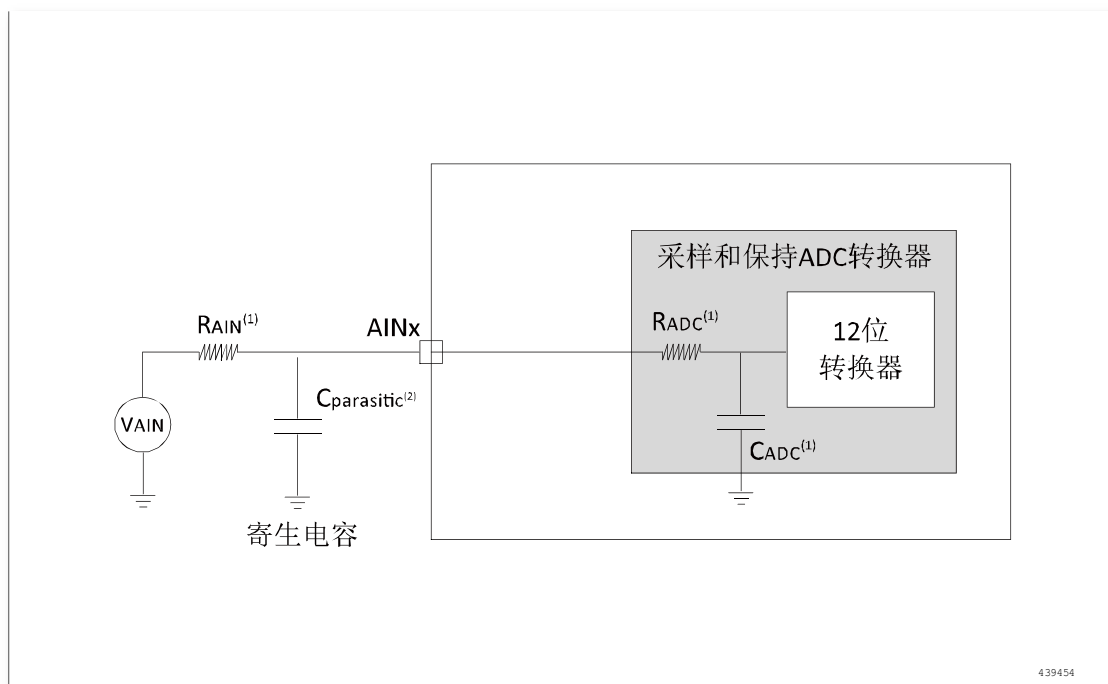 采样和保持ADC转换器
RAIN(1)
AINx
RADC(1)
12位
转换器
Cparasitic(2)
VAIN
CADC(1)
寄生电容
439454